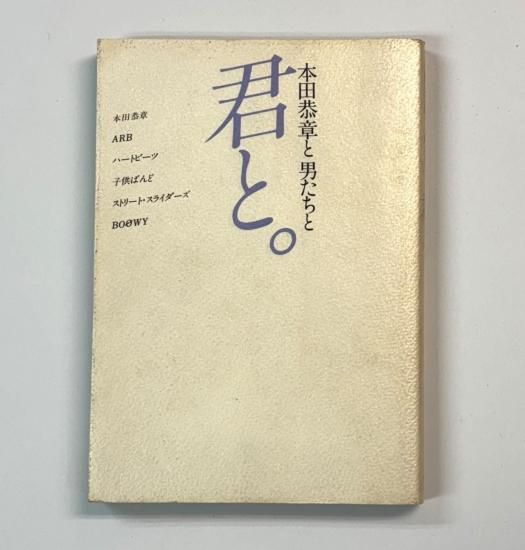 本田恭章と男たちと
君と。
本田恭章
ARB
ハートビーツ
子供ばんど
ストリート・スライダーズ
BOØWY